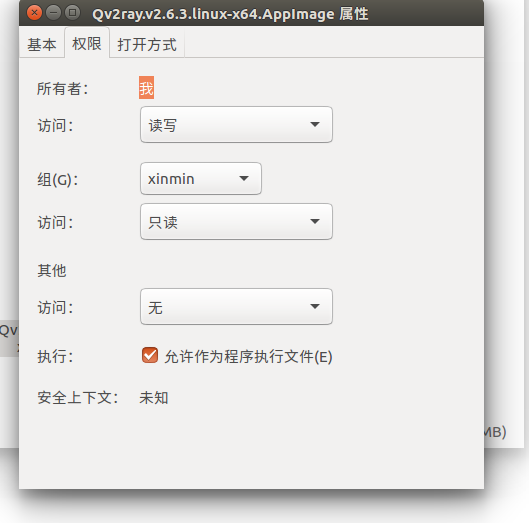 Qv2ray.v2.6.3.linux-x64.AppImage 属性
基本 权限 打开方式
所有者： 我
访问： 读写
组(G)： xinmin
访问： 只读
其他
访问： 无
Qv
执行： 允许作为程序执行文件(E)
安全上下文： 未知
MB)